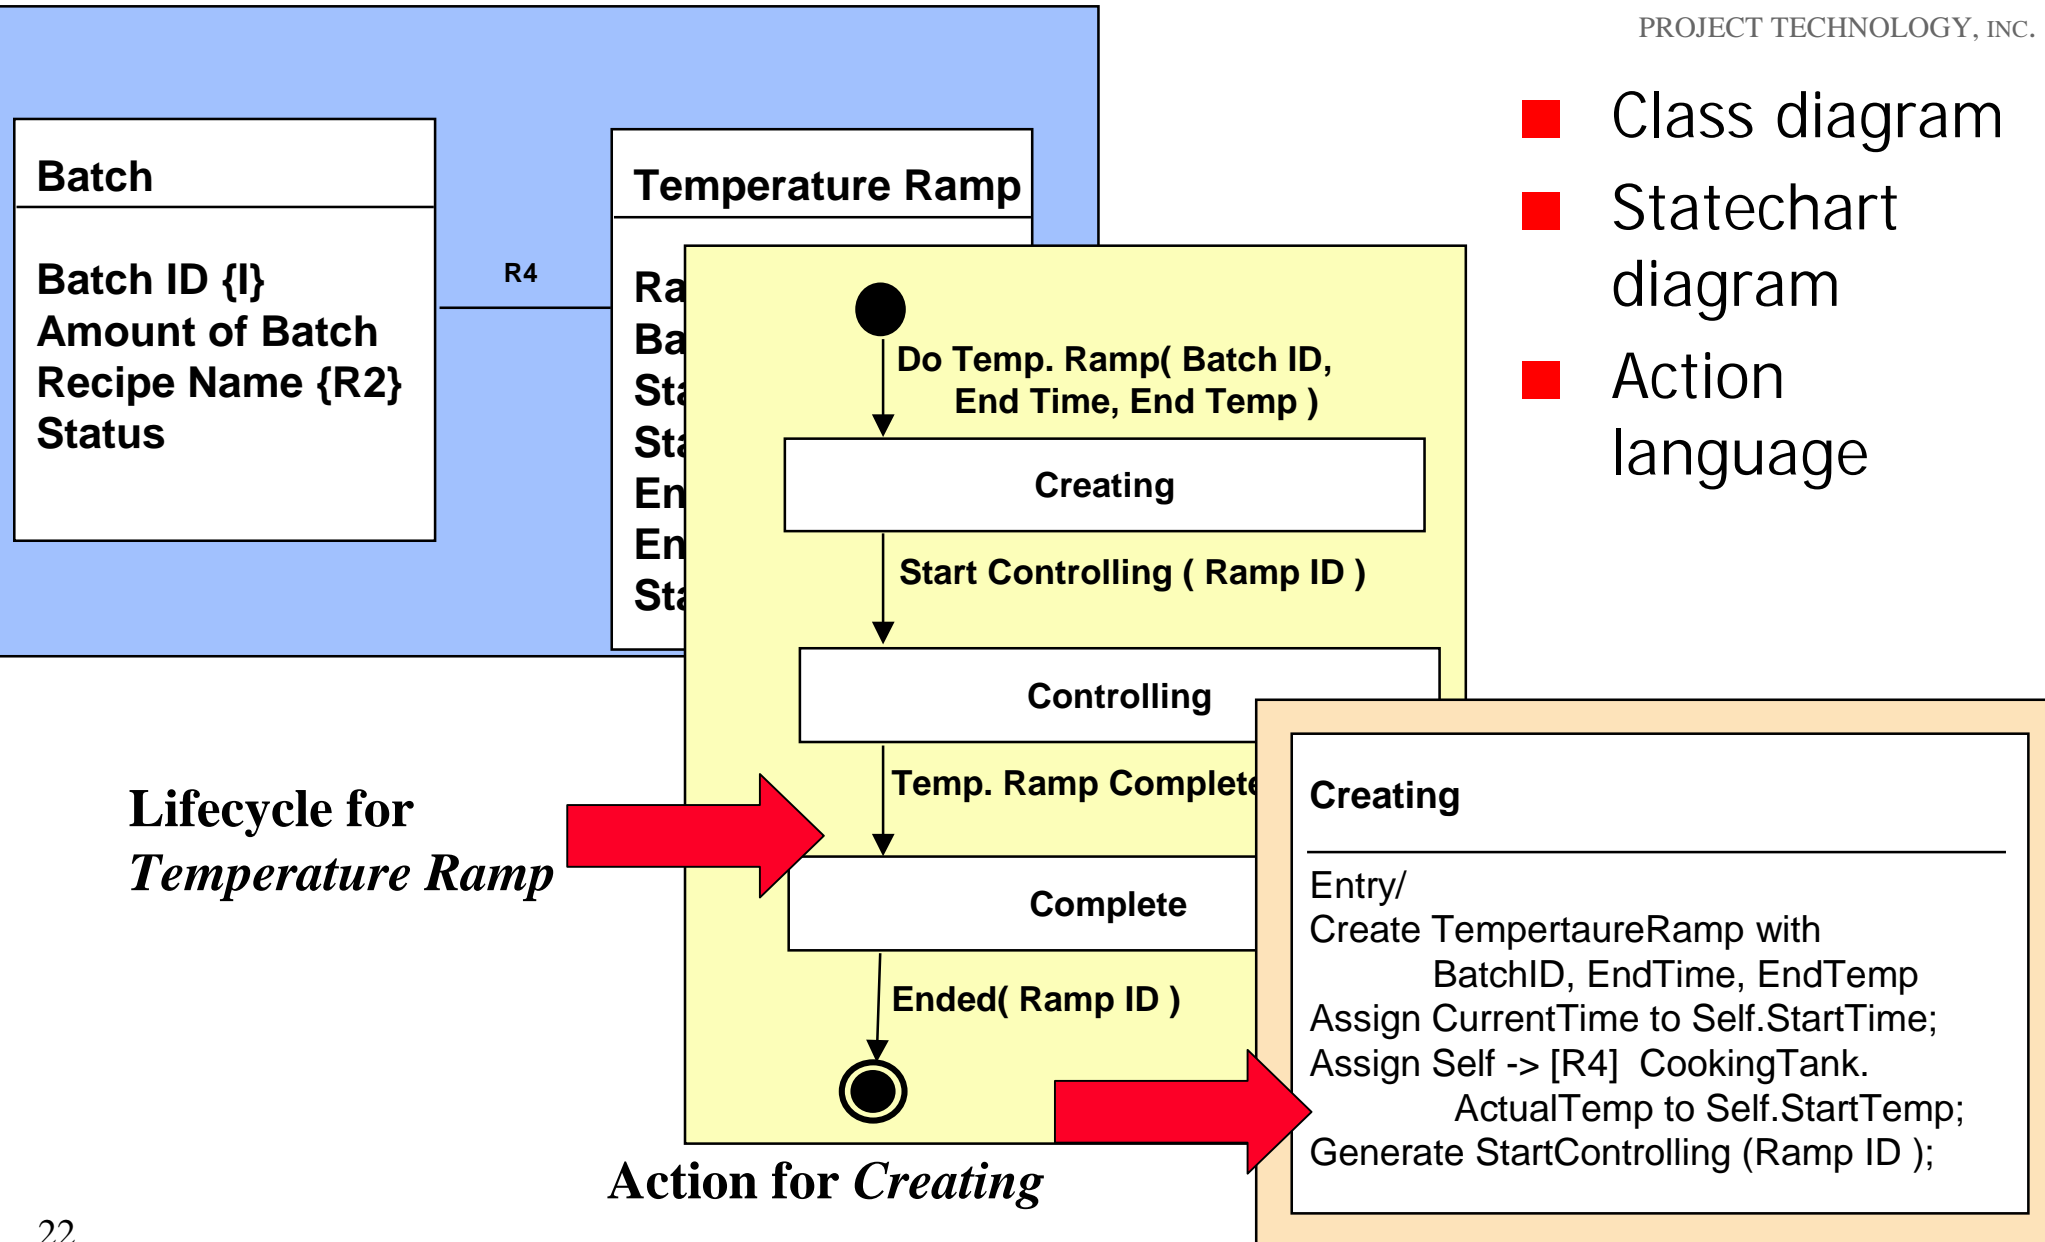 PROJECT TECHNOLOGY, INC.
Class diagram
Statechart
diagram
Action
language
Batch
Batch ID {I}
Amount of Batch
Recipe Name {R2}
Status
R4
Temperature Ramp
Ra
Ba
Sta
Sta
En
En
Sta
Do Temp. Ramp( Batch ID,
End Time, End Temp )
Creating
Start Controlling ( Ramp ID )
Controlling
Temp. Ramp Complete
Complete
Ended( Ramp ID )
Lifecycle for
Temperature Ramp
Action for Creating
Creating
Entry/
Create TempertaureRamp with
BatchID, EndTime, EndTemp
Assign CurrentTime to Self.StartTime;
Assign Self -> [R4] CookingTank.
ActualTemp to Self.StartTemp;
Generate StartControlling (Ramp ID );
22